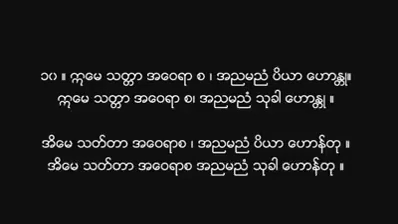 ၁၀ ။ ဣမေ သတ္တာ အဝေရာ စ ၊ အညမညံ ပိယာ ဟောန္တု။
ဣမေ သတ္တာ အဝေရာ စ၊ အညမညံ သုခါ ဟောန္တု ။
အိမေ သတ်တာ အဝေရာစ ၊ အညမညံ ပိယာ ဟောန်တု ။
အိမေ သတ်တာ အဝေရာစ အညမညံ သုခါ ဟောန်တု ။